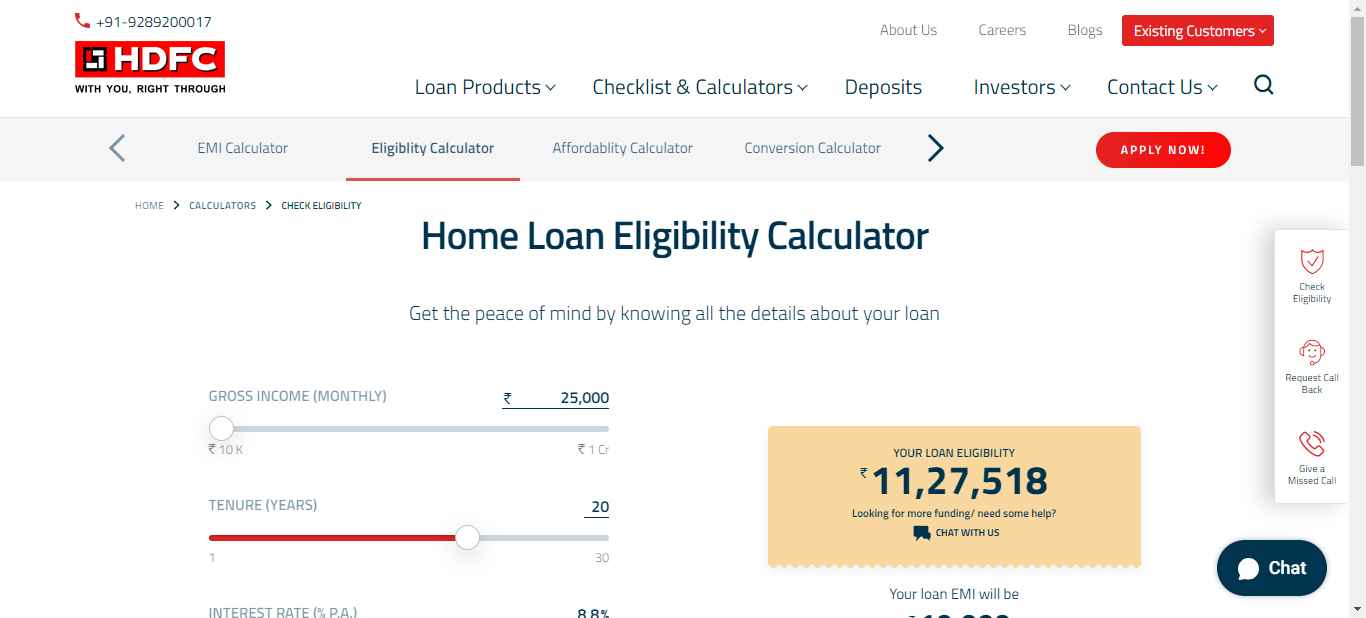 +91-9289200017
HDFC
WITH YOU, RIGHT THROUGH
About Us Careers Blogs Existing Customers
Loan Products Checklist & Calculators Deposits Investors Contact Us
EMI Calculator Eligiblity Calculator Affordablity Calculator Conversion Calculator APPLY NOW!
HOME CALCULATORS CHECK ELIGIBILITY
Home Loan Eligibility Calculator
Get the peace of mind by knowing all the details about your loan
GROSS INCOME (MONTHLY) ₹ 25,000
₹ 10 K ₹ 1 Cr
TENURE (YEARS) 20
1 30
INTEREST RATE (% P.A.) 8.8%
YOUR LOAN ELIGIBILITY
₹ 11,27,518
Looking for more funding/ need some help?
CHAT WITH US
Your loan EMI will be
Check
Eligibility
Request Call
Back
Give a
Missed Call
Chat